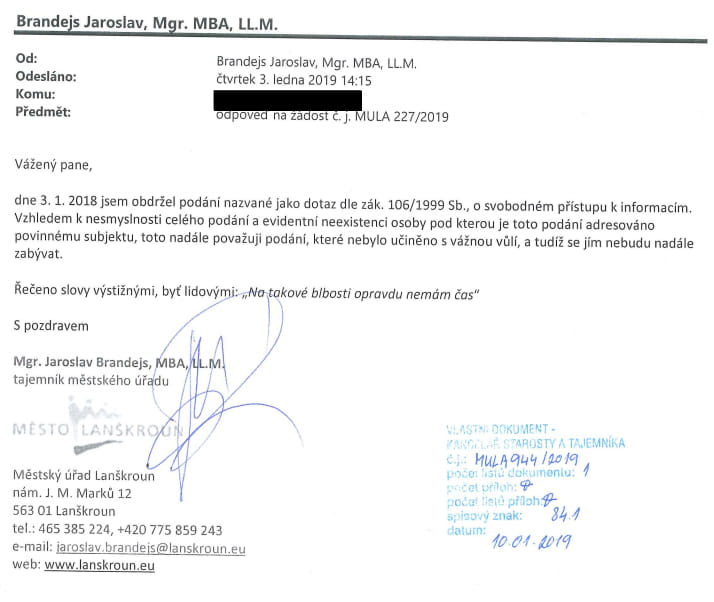 Brandejs Jaroslav, Mgr. MBA, LL.M.
Od: Brandejs Jaroslav, Mgr. MBA, LL.M.
Odesláno: čtvrtek 3. ledna 2019 14:15
Komu:
Předmět: odpověď na žádost č. j. MULA 227/2019
Vážený pane,
dne 3. 1. 2018 jsem obdržel podání nazvané jako dotaz dle zák. 106/1999 Sb., o svobodném přístupu k informacím.
Vzhledem k nesmyslnosti celého podání a evidentní neexistenci osoby pod kterou je toto podání adresováno
povinnému subjektu, toto nadále považuji podání, které nebylo učiněno s vážnou vůlí, a tudíž se jím nebudu nadále
zabývat.
Řečeno slovy výstižnými, byť lidovými: „Na takové blbosti opravdu nemám čas“
S pozdravem
Mgr. Jaroslav Brandejs, MBA, LL.M.
tajemník městského úřadu
MĚSTO LANŠKROUN
Městský úřad Lanškroun
nám. J. M. Marků 12
563 01 Lanškroun
tel.: 465 385 224, +420 775 859 243
e-mail: jaroslav.brandejs@lanskroun.eu
web: www.lanskroun.eu
VLASTNÍ DOKUMENT -
KANCELÁŘ STAROSTY A TAJEMNÍKA
č.j.: MULA 944/2019
počet listů dokumentu: 1
počet příloh:
počet listů příloh:
spisový znak: 84.1
datum:
10.01.2019